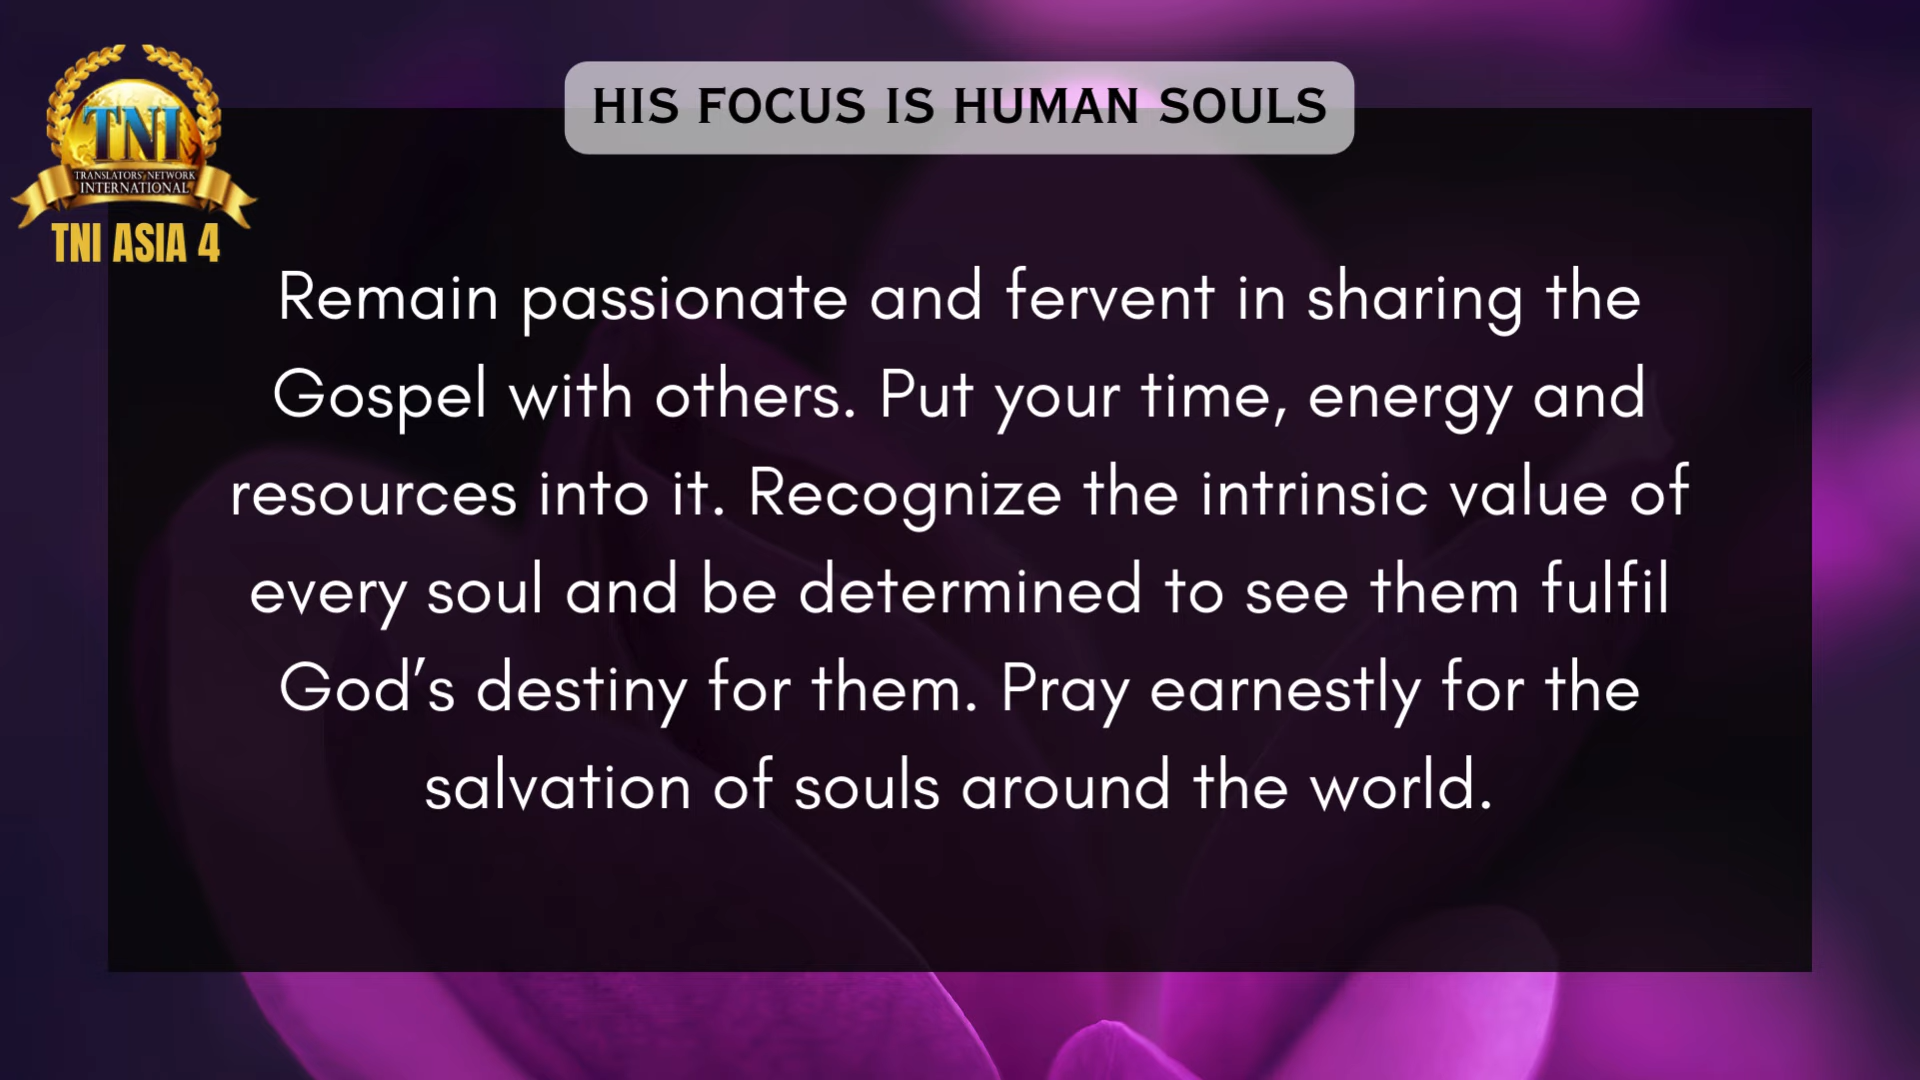 TNI
TRANSLATORS' NETWORK
INTERNATIONAL
TNI ASIA 4
HIS FOCUS IS HUMAN SOULS
Remain passionate and fervent in sharing the
Gospel with others. Put your time, energy and
resources into it. Recognize the intrinsic value of
every soul and be determined to see them fulfil
God's destiny for them. Pray earnestly for the
salvation of souls around the world.